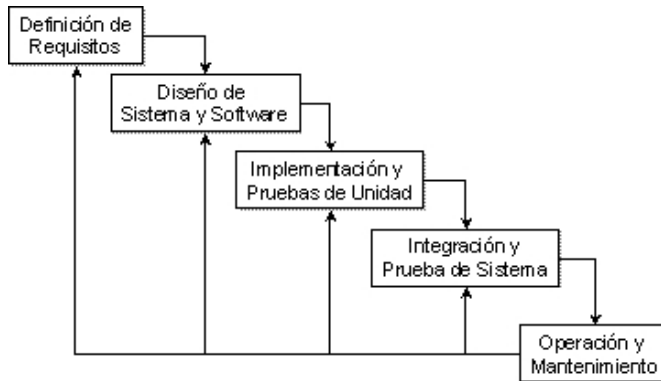 Definición de
Requisitos
Diseño de
Sistema y Software
Implementación y
Pruebas de Unidad
Integración y
Prueba de Sistema
Operación y
Mantenimiento